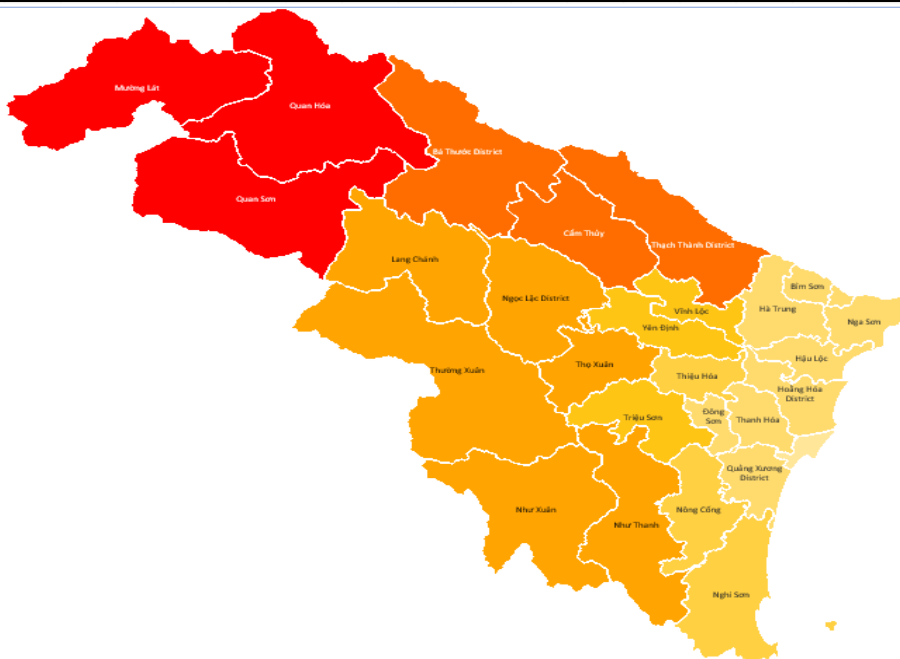 Mường Lát
Quan Hóa
Bá Thước District
Quan Sơn
Cẩm Thủy
Thạch Thành District
Lang Chánh
Ngọc Lặc District
Bỉm Sơn
Vĩnh Lộc
Hà Trung
Nga Sơn
Yên Định
Hậu Lộc
Thường Xuân
Thọ Xuân
Thiệu Hóa
Hoằng Hóa
District
Triệu Sơn
Đông
Sơn
Thanh Hóa
Quảng Xương
District
Như Xuân
Như Thanh
Nông Cống
Nghi Sơn